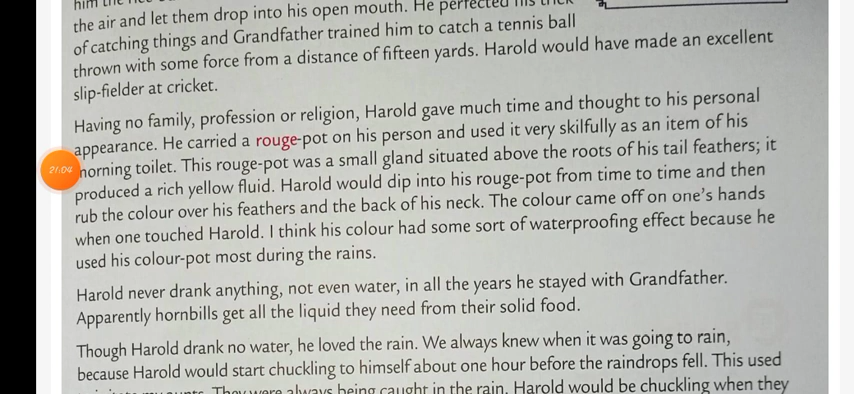 the air and let them drop into his open mouth. He perfected his trick
of catching things and Grandfather trained him to catch a tennis ball
thrown with some force from a distance of fifteen yards. Harold would have made an excellent
slip-fielder at cricket.
Having no family, profession or religion, Harold gave much time and thought to his personal
appearance. He carried a rouge-pot on his person and used it very skilfully as an item of his
21:04
toilet. This rouge-pot was a small gland situated above the roots of his tail feathers; it
produced a rich yellow fluid. Harold would dip into his rouge-pot from time to time and then
rub the colour over his feathers and the back of his neck. The colour came off on one's hands
when one touched Harold. I think his colour had some sort of waterproofing effect because he
used his colour-pot most during the rains.
Harold never drank anything, not even water, in all the years he stayed with Grandfather.
Apparently hornbills get all the liquid they need from their solid food.
Though Harold drank no water, he loved the rain. We always knew when it was going to rain,
because Harold would start chuckling to himself about one hour before the raindrops fell. This used
They were always being caught in the rain. Harold would be chuckling when they